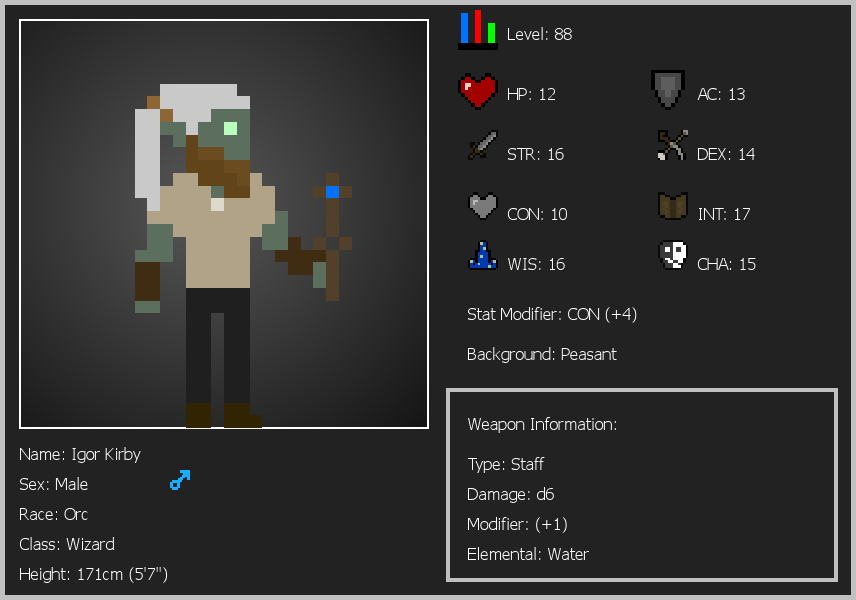 Level: 88
HP: 12
AC: 13
STR: 16
DEX: 14
CON: 10
INT: 17
WIS: 16
CHA: 15
Stat Modifier: CON (+4)
Background: Peasant
Weapon Information:
Type: Staff
Damage: d6
Modifier: (+1)
Elemental: Water
Name: Igor Kirby
Sex: Male
Race: Orc
Class: Wizard
Height: 171cm (5'7")